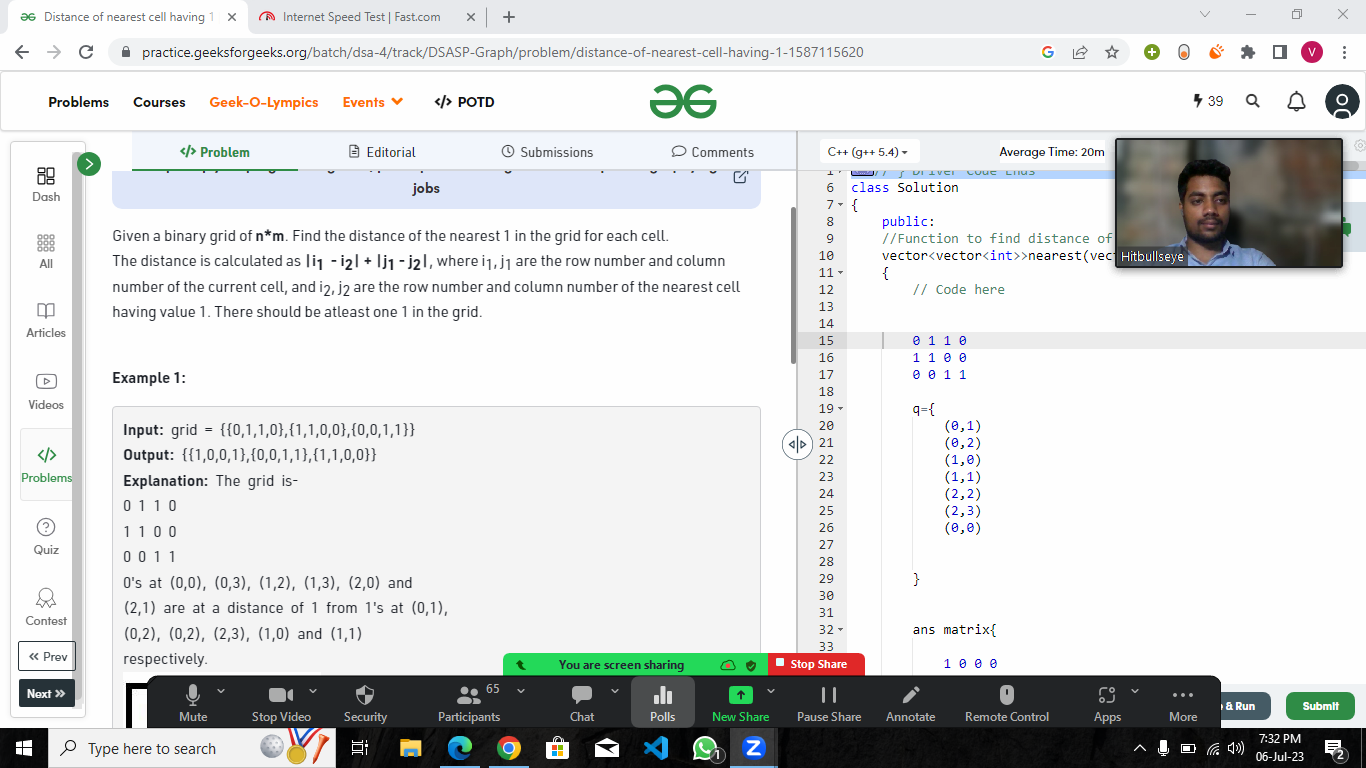 Distance of nearest cell having 1
Internet Speed Test | Fast.com
practice.geeksforgeeks.org/batch/dsa-4/track/DSASP-Graph/problem/distance-of-nearest-cell-having-1-1587115620
V
Problems
Courses
Geek-O-Lympics
Events
</> POTD
39
Dash
All
Articles
Videos
Problems
Quiz
Contest
« Prev
Next »
</> Problem
Editorial
Submissions
Comments
jobs
Given a binary grid of n*m. Find the distance of the nearest 1 in the grid for each cell.
The distance is calculated as |i1 - i2| + |j1 - j2|, where i1, j1 are the row number and column
number of the current cell, and i2, j2 are the row number and column number of the nearest cell
having value 1. There should be atleast one 1 in the grid.
Example 1:
Input: grid = {{0,1,1,0},{1,1,0,0},{0,0,1,1}}
Output: {{1,0,0,1},{0,0,1,1},{1,1,0,0}}
Explanation: The grid is-
0 1 1 0
1 1 0 0
0 0 1 1
0's at (0,0), (0,3), (1,2), (1,3), (2,0) and
(2,1) are at a distance of 1 from 1's at (0,1),
(0,2), (0,2), (2,3), (1,0) and (1,1)
respectively.
C++ (g++ 5.4)
Average Time: 20m
// } Driver Code Ends
6 class Solution
7 {
8 public:
9 //Function to find distance of
10 vector<vector<int>>nearest(vec
11 {
12 // Code here
13
14
15 0 1 1 0
16 1 1 0 0
17 0 0 1 1
18
19 q={
20 (0,1)
21 (0,2)
22 (1,0)
23 (1,1)
24 (2,2)
25 (2,3)
26 (0,0)
27
28
29 }
30
31
32 ans matrix{
33
1 0 0 0
Hitbullseye
& Run
Submit
You are screen sharing
Stop Share
Mute
Stop Video
Security
Participants
65
Chat
Polls
New Share
Pause Share
Annotate
Remote Control
Apps
More
Type here to search
1
7:32 PM
06-Jul-23
2